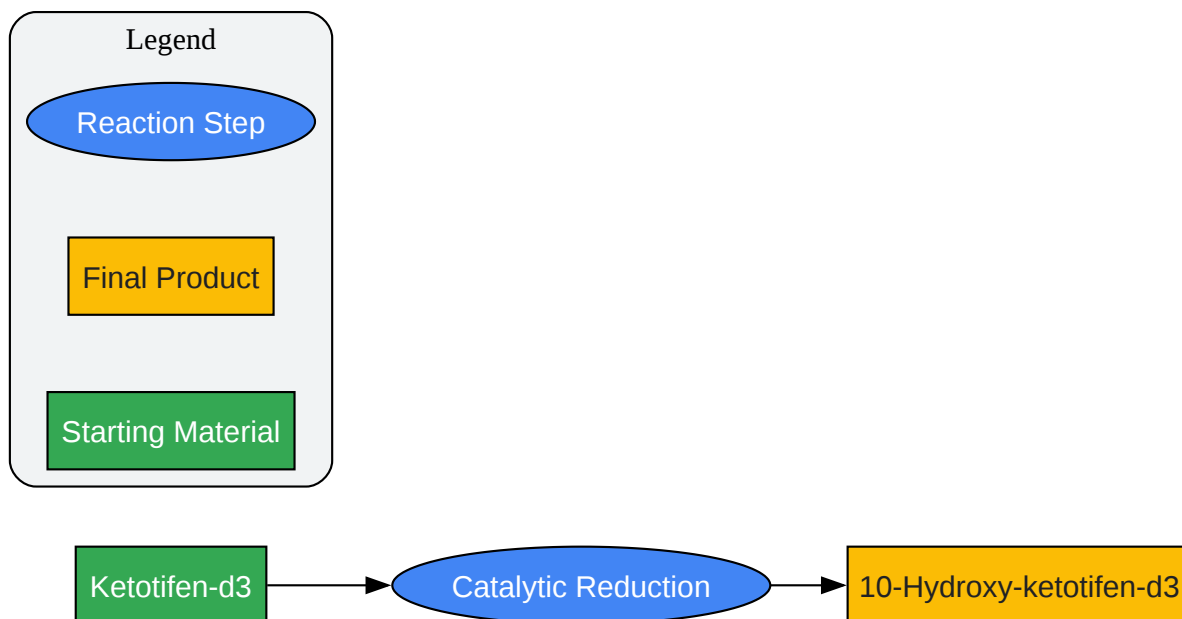 Legend
Reaction Step
Final Product
Starting Material
Ketotifen-d3
Catalytic Reduction
10-Hydroxy-ketotifen-d3